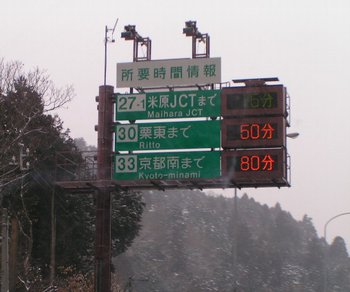 所要時間情報
27-1 米原JCTまで
Maihara JCT
30 栗東まで 50分
Ritto
33 京都南まで 80分
Kyoto-minami